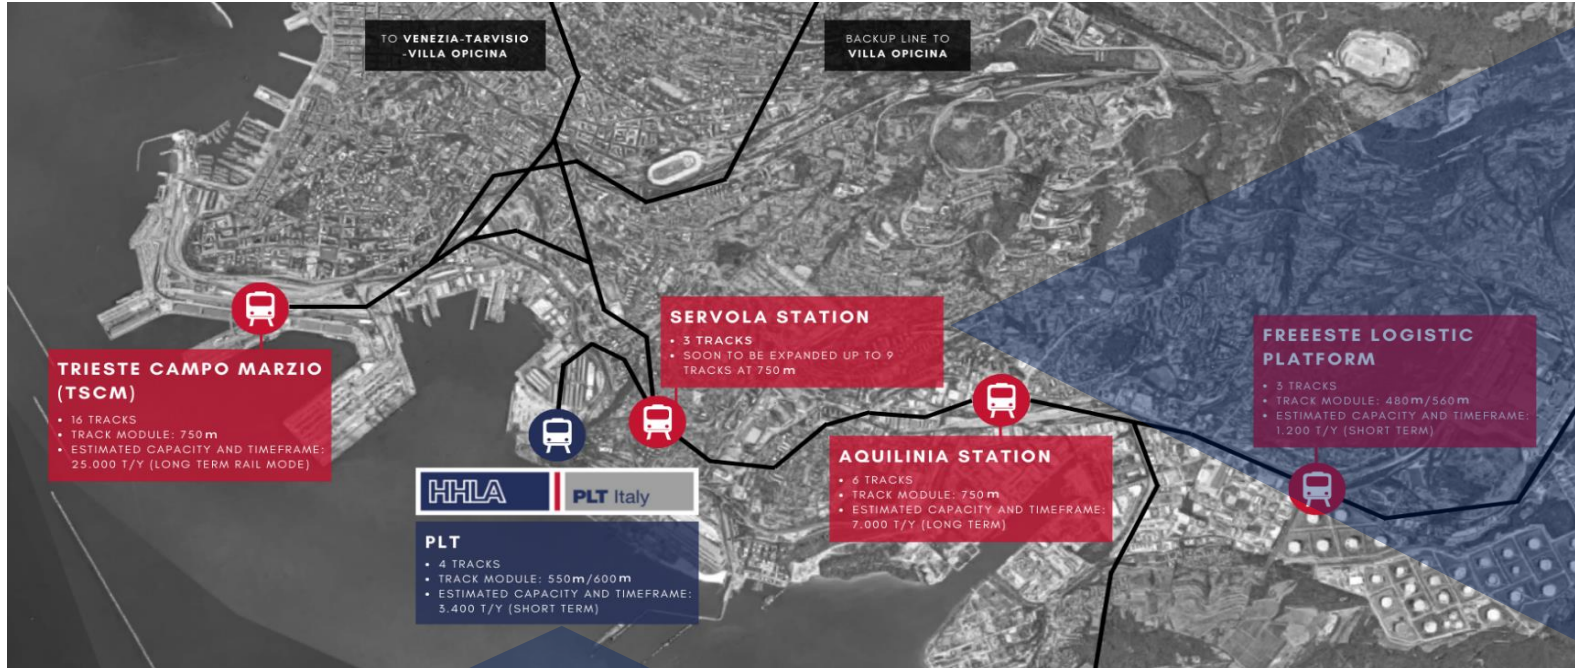 TO VENEZIA-TARVISIO
-VILLA OPICINA
BACKUP LINE TO
VILLA OPICINA
TRIESTE CAMPO MARZIO
(TSCM)
• 16 TRACKS
• TRACK MODULE: 750m
• ESTIMATED CAPACITY AND TIMEFRAME:
25.000 T/Y (LONG TERM RAIL MODE)
SERVOLA STATION
• 3 TRACKS
• SOON TO BE EXPANDED UP TO 9
TRACKS AT 750m
FREEESTE LOGISTIC
PLATFORM
• 3 TRACKS
• TRACK MODULE: 480m/560m
• ESTIMATED CAPACITY AND TIMEFRAME:
1.200 T/Y (SHORT TERM)
AQUILINIA STATION
• 6 TRACKS
• TRACK MODULE: 750m
• ESTIMATED CAPACITY AND TIMEFRAME:
7.000 T/Y (LONG TERM)
HHLA PLT Italy
PLT
• 4 TRACKS
• TRACK MODULE: 550m/600m
• ESTIMATED CAPACITY AND TIMEFRAME:
3.400 T/Y (SHORT TERM)